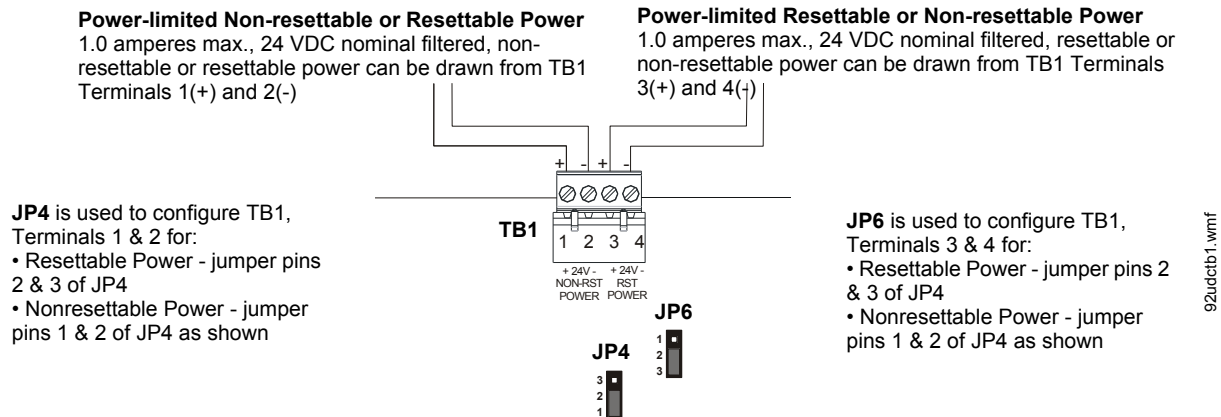 Power-limited Non-resettable or Resettable Power
1.0 amperes max., 24 VDC nominal filtered, non-
resettable or resettable power can be drawn from TB1
Terminals 1(+) and 2(-)
Power-limited Resettable or Non-resettable Power
1.0 amperes max., 24 VDC nominal filtered, resettable or
non-resettable power can be drawn from TB1 Terminals
3(+) and 4(-)
+ - + -
JP4 is used to configure TB1,
Terminals 1 & 2 for:
• Resettable Power - jumper pins
2 & 3 of JP4
• Nonresettable Power - jumper
pins 1 & 2 of JP4 as shown
TB1
1 2 3 4
+ 24V - + 24V -
NON-RST RST
POWER POWER
JP6
1
2
3
JP4
3
2
1
JP6 is used to configure TB1,
Terminals 3 & 4 for:
• Resettable Power - jumper pins 2
& 3 of JP4
• Nonresettable Power - jumper
pins 1 & 2 of JP4 as shown
92udctb1.wmf